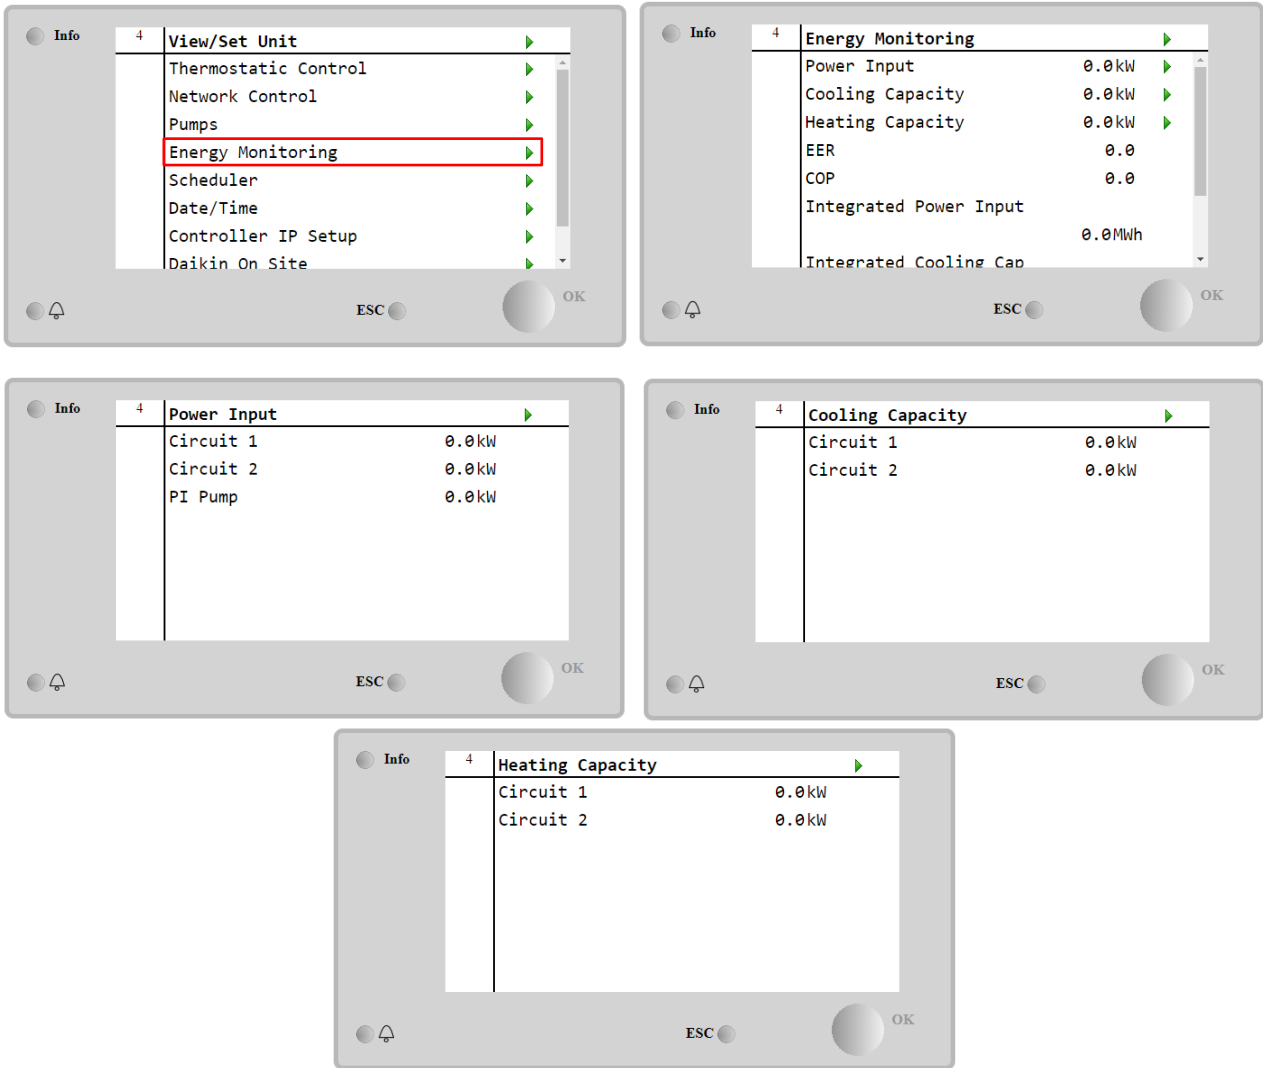 Info
4
View/Set Unit
Thermostatic Control
Network Control
Pumps
Energy Monitoring
Scheduler
Date/Time
Controller IP Setup
Daikin On Site
ESC
OK
Info
4
Energy Monitoring
Power Input 0.0kW
Cooling Capacity 0.0kW
Heating Capacity 0.0kW
EER 0.0
COP 0.0
Integrated Power Input
0.0MWh
Integrated Cooling Cap
ESC
OK
Info
4
Power Input
Circuit 1 0.0kW
Circuit 2 0.0kW
PI Pump 0.0kW
ESC
OK
Info
4
Cooling Capacity
Circuit 1 0.0kW
Circuit 2 0.0kW
ESC
OK
Info
4
Heating Capacity
Circuit 1 0.0kW
Circuit 2 0.0kW
ESC
OK